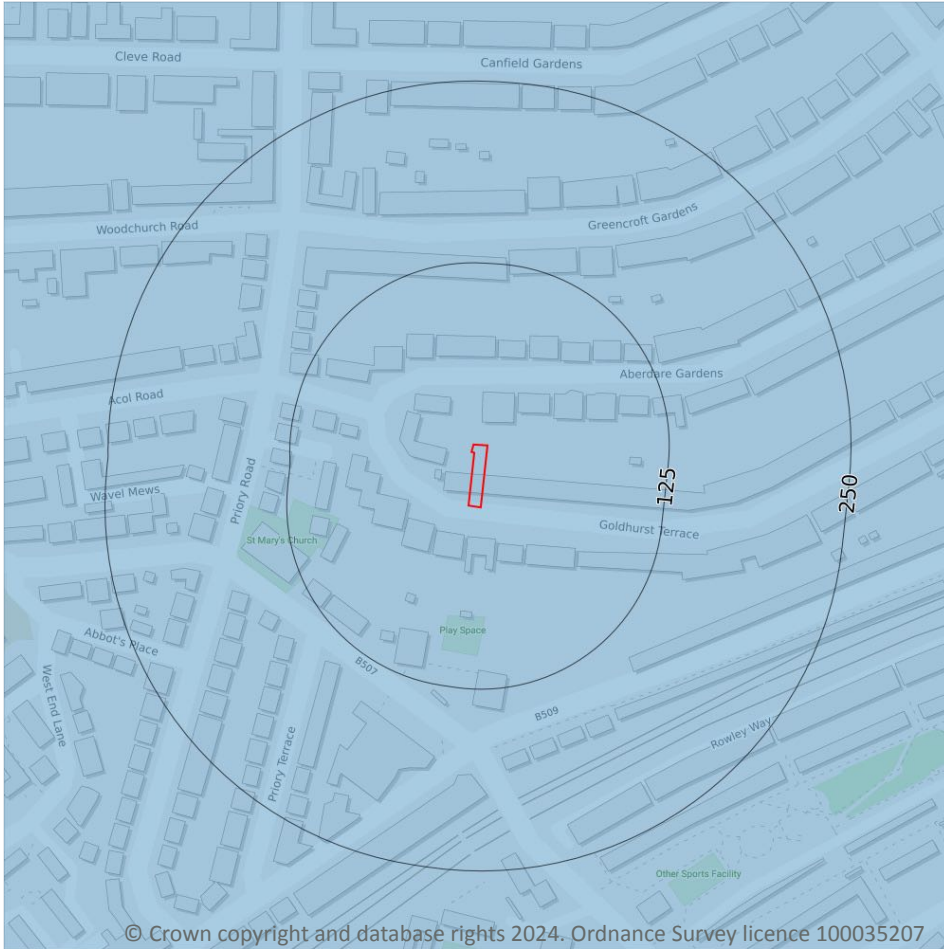 Cleve Road
Canfield Gardens
Greencroft Gardens
Woodchurch Road
Aberdare Gardens
Acol Road
Priory Road
125
250
Wavel Mews
Goldhurst Terrace
St Mary's Church
Play Space
Abbot's Place
B507
West End Lane
B509
Rowley Way
Priory Terrace
Other Sports Facility
© Crown copyright and database rights 2024. Ordnance Survey licence 100035207